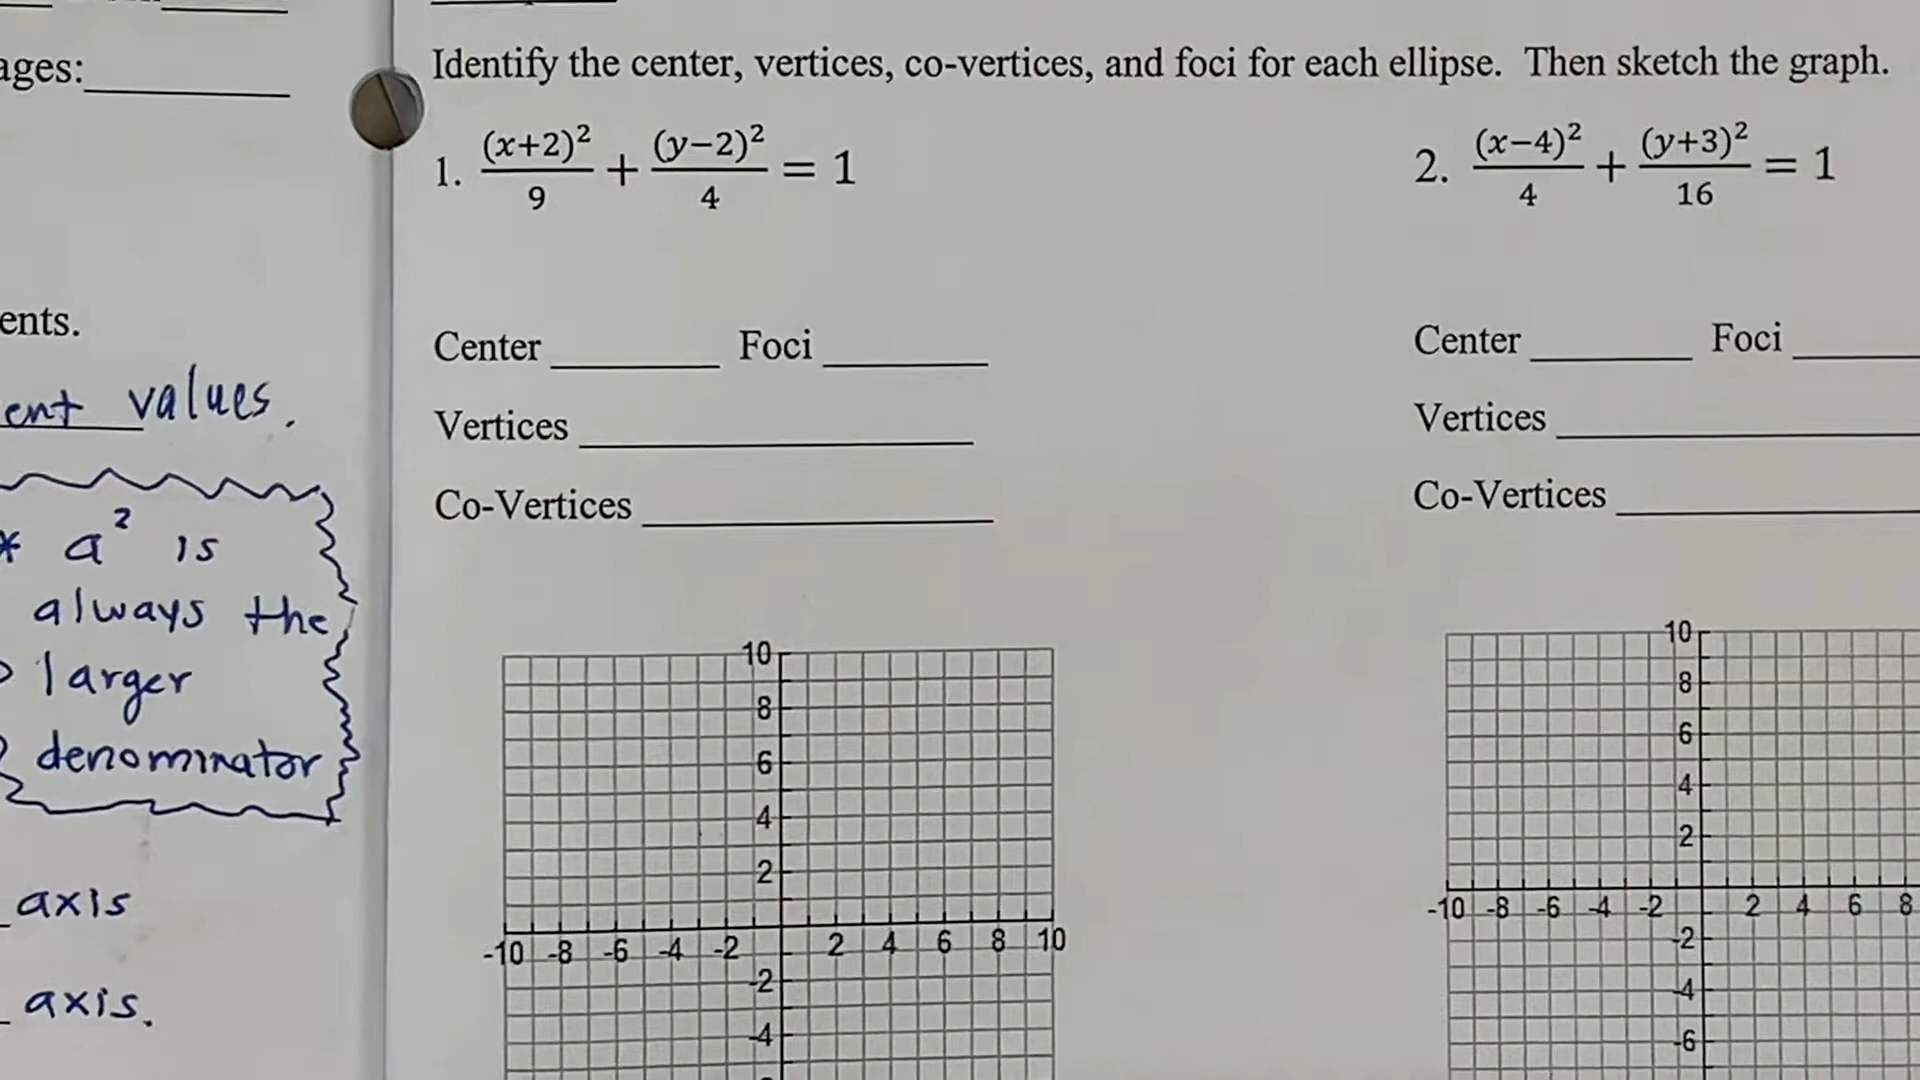 ages:
ents.
ent values.
* a² is
always the
larger
denominator
axis
axis.
Identify the center, vertices, co-vertices, and foci for each ellipse. Then sketch the graph.
1. (x+2)²/9 + (y−2)²/4 = 1
Center Foci
Vertices
Co-Vertices
10
8
6
4
2
-10 -8 -6 -4 -2 2 4 6 8 10
-2
-4
2. (x−4)²/4 + (y+3)²/16 = 1
Center Foci
Vertices
Co-Vertices
10
8
6
4
2
-10 -8 -6 -4 -2 2 4 6 8
-2
-4
-6